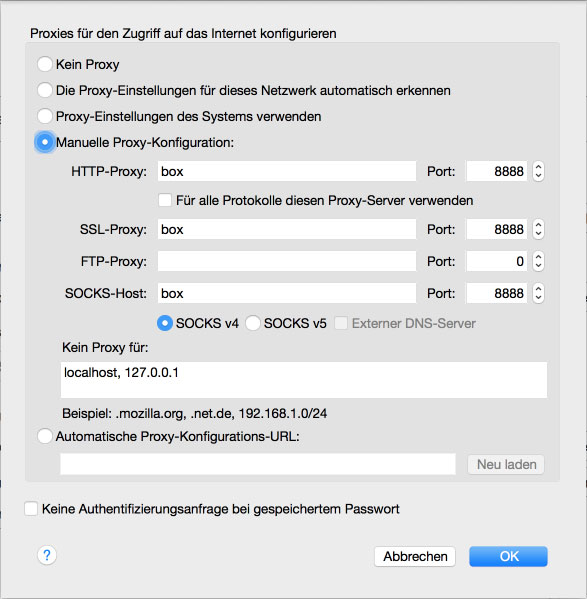 Proxies für den Zugriff auf das Internet konfigurieren
Kein Proxy
Die Proxy-Einstellungen für dieses Netzwerk automatisch erkennen
Proxy-Einstellungen des Systems verwenden
Manuelle Proxy-Konfiguration:
HTTP-Proxy: box Port: 8888
Für alle Protokolle diesen Proxy-Server verwenden
SSL-Proxy: box Port: 8888
FTP-Proxy: Port: 0
SOCKS-Host: box Port: 8888
SOCKS v4 SOCKS v5 Externer DNS-Server
Kein Proxy für:
localhost, 127.0.0.1
Beispiel: .mozilla.org, .net.de, 192.168.1.0/24
Automatische Proxy-Konfigurations-URL:
Neu laden
Keine Authentifizierungsanfrage bei gespeichertem Passwort
? Abbrechen OK